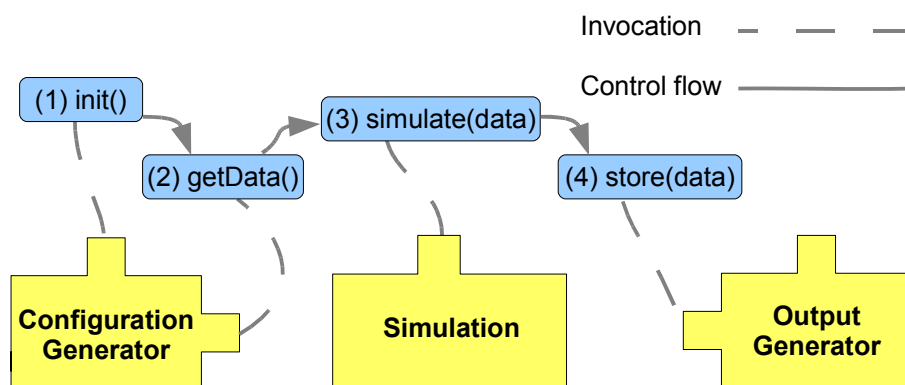 Invocation
Control flow
(1) init()
(3) simulate(data)
(2) getData()
(4) store(data)
Configuration
Generator
Simulation
Output
Generator